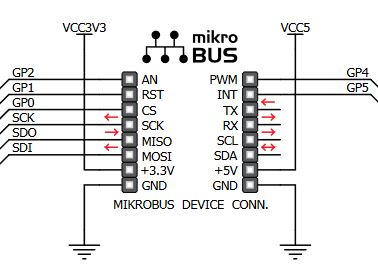 VCC3V3
mikro
BUS
VCC5
GP2 AN PWM GP4
GP1 RST INT GP5
GP0 CS TX
SCK SCK RX
SDO MISO SCL
SDI MOSI SDA
+3.3V +5V
GND GND
MIKROBUS DEVICE CONN.